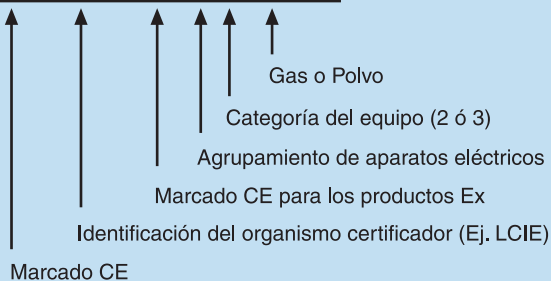 Gas o Polvo
Categoría del equipo (2 ó 3)
Agrupamiento de aparatos eléctricos
Marcado CE para los productos Ex
Identificación del organismo certificador (Ej. LCIE)
Marcado CE